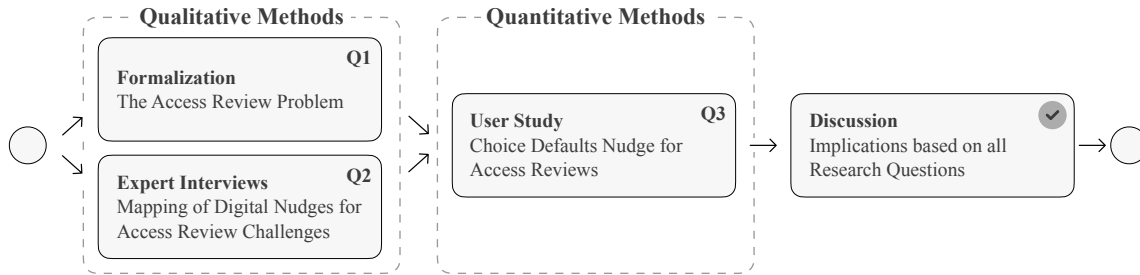 Qualitative Methods
Q1
Formalization
The Access Review Problem
Q2
Expert Interviews
Mapping of Digital Nudges for
Access Review Challenges
Quantitative Methods
Q3
User Study
Choice Defaults Nudge for
Access Reviews
Discussion
Implications based on all
Research Questions